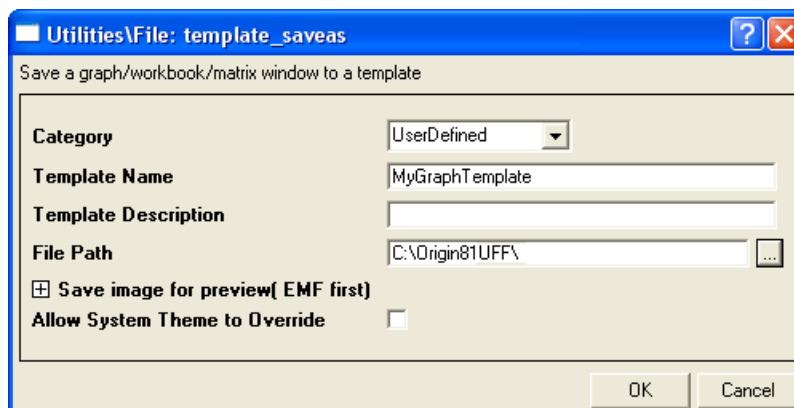 Utilities\File: template_saveas
Save a graph/workbook/matrix window to a template
Category UserDefined
Template Name MyGraphTemplate
Template Description
File Path C:\Origin81UFF\ ...
Save image for preview( EMF first)
Allow System Theme to Override
OK Cancel